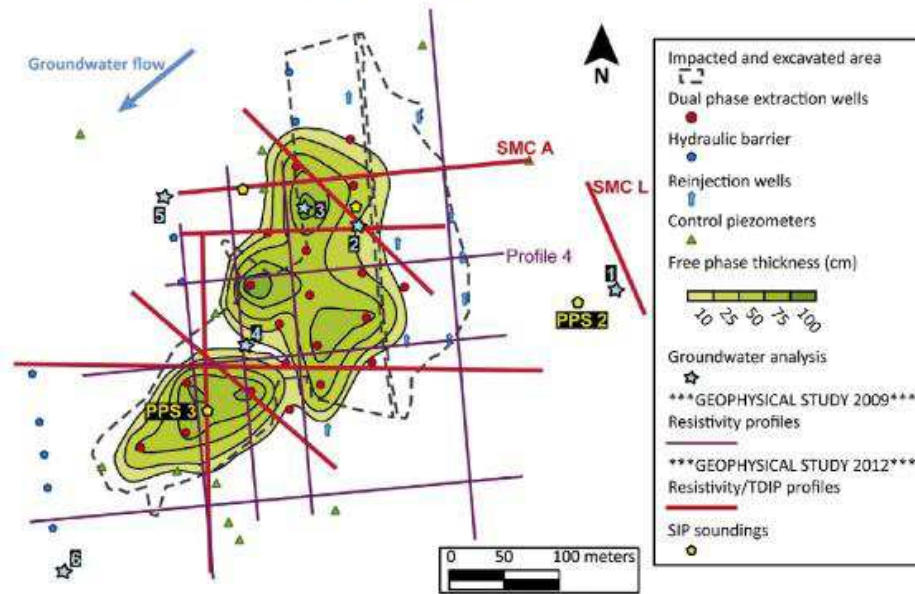 Groundwater flow
N
SMC A
SMC L
5
3
2
Profile 4
1
PPS 2
4
PPS 3
6
0 50 100 meters
Impacted and excavated area
Dual phase extraction wells
Hydraulic barrier
Reinjection wells
Control piezometers
Free phase thickness (cm)
10 25 50 100
Groundwater analysis
***GEOPHYSICAL STUDY 2009***
Resistivity profiles
***GEOPHYSICAL STUDY 2012***
Resistivity/TDIP profiles
SIP soundings